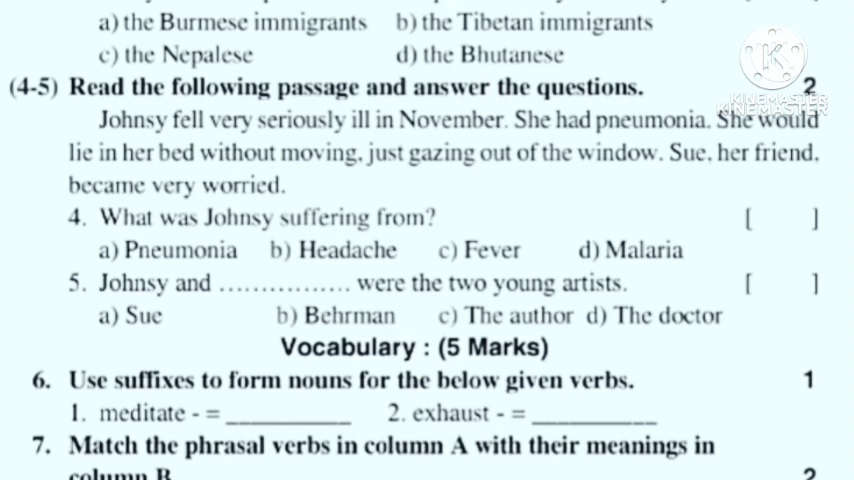 a) the Burmese immigrants b) the Tibetan immigrants
c) the Nepalese d) the Bhutanese
(4-5) Read the following passage and answer the questions. 2
Johnsy fell very seriously ill in November. She had pneumonia. She would
lie in her bed without moving, just gazing out of the window. Sue, her friend,
became very worried.
4. What was Johnsy suffering from? [ ]
a) Pneumonia b) Headache c) Fever d) Malaria
5. Johnsy and ............... were the two young artists. [ ]
a) Sue b) Behrman c) The author d) The doctor
Vocabulary : (5 Marks)
6. Use suffixes to form nouns for the below given verbs. 1
1. meditate - = ___________ 2. exhaust - = ___________
7. Match the phrasal verbs in column A with their meanings in
column B 2
K
KINEMASTER
KINEMASTER